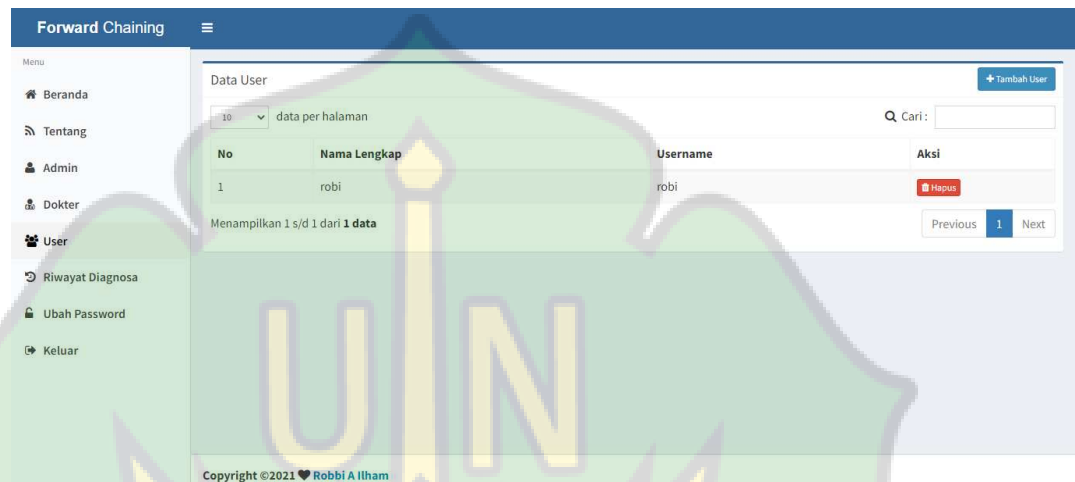 Forward Chaining
Menu
Beranda
Tentang
Admin
Dokter
User
Riwayat Diagnosa
Ubah Password
Keluar
Data User
Tambah User
10 data per halaman
Cari :
No Nama Lengkap Username Aksi
1 robi robi Hapus
Menampilkan 1 s/d 1 dari 1 data
Previous 1 Next
UIN
Copyright ©2021 Robbi A Ilham